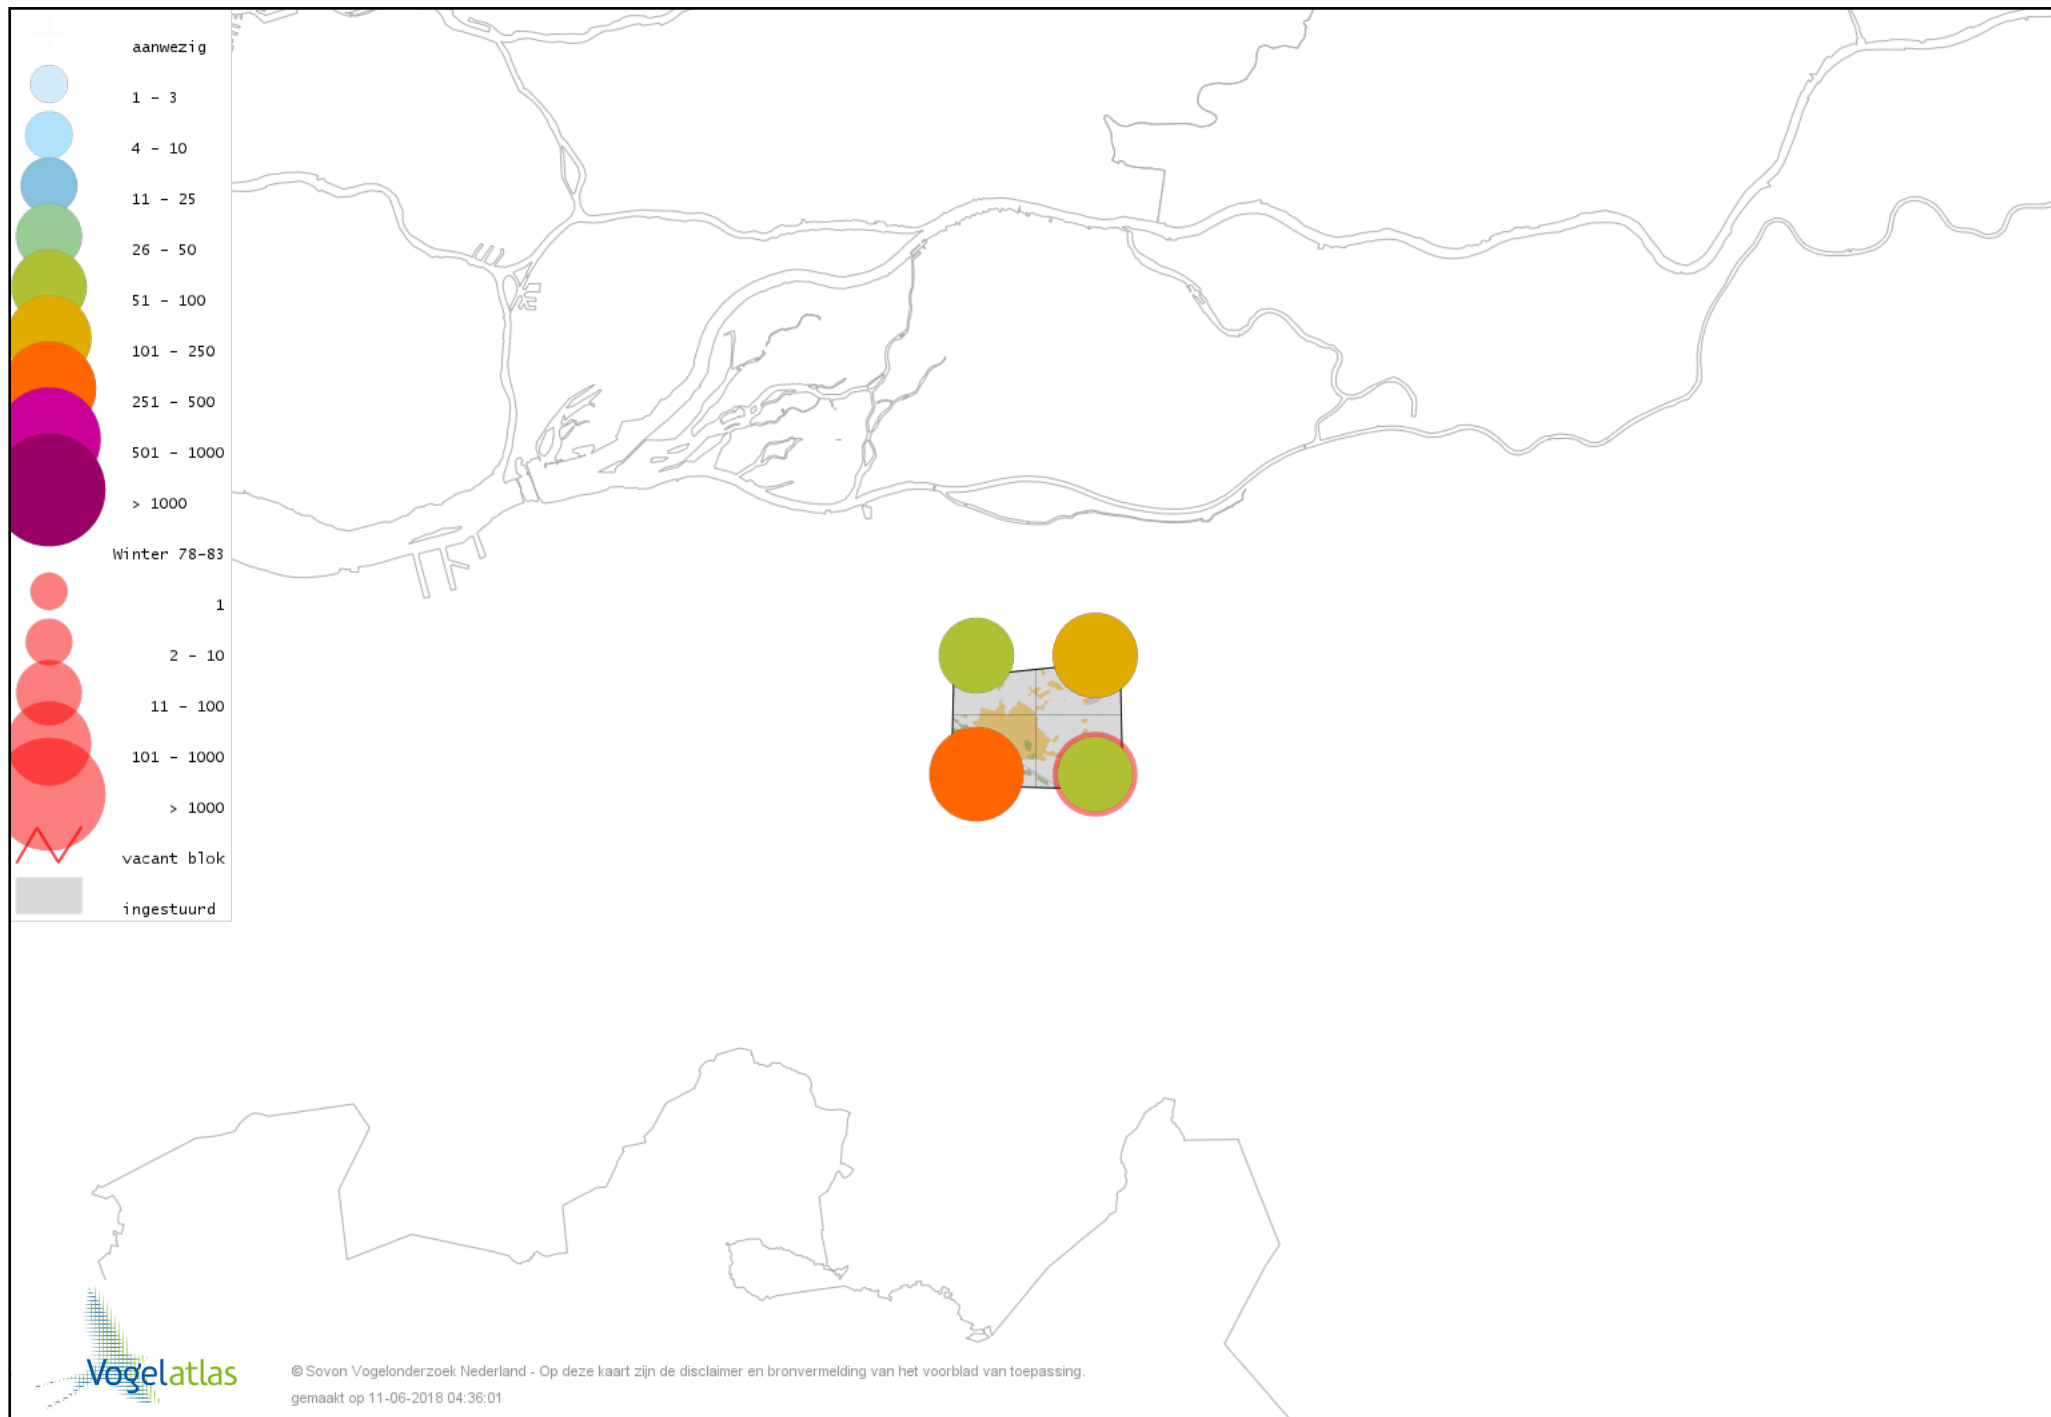 aanwezig
1 - 3
4 - 10
11 - 25
26 - 50
51 - 100
101 - 250
251 - 500
501 - 1000
> 1000
Winter 78-83
1
2 - 10
11 - 100
101 - 1000
> 1000
vacant blok
ingestuurd
Vogelatlas
© Sovon Vogelonderzoek Nederland - Op deze kaart zijn de disclaimer en bronvermelding van het voorblad van toepassing.
gemaakt op 11-06-2018 04:36:01